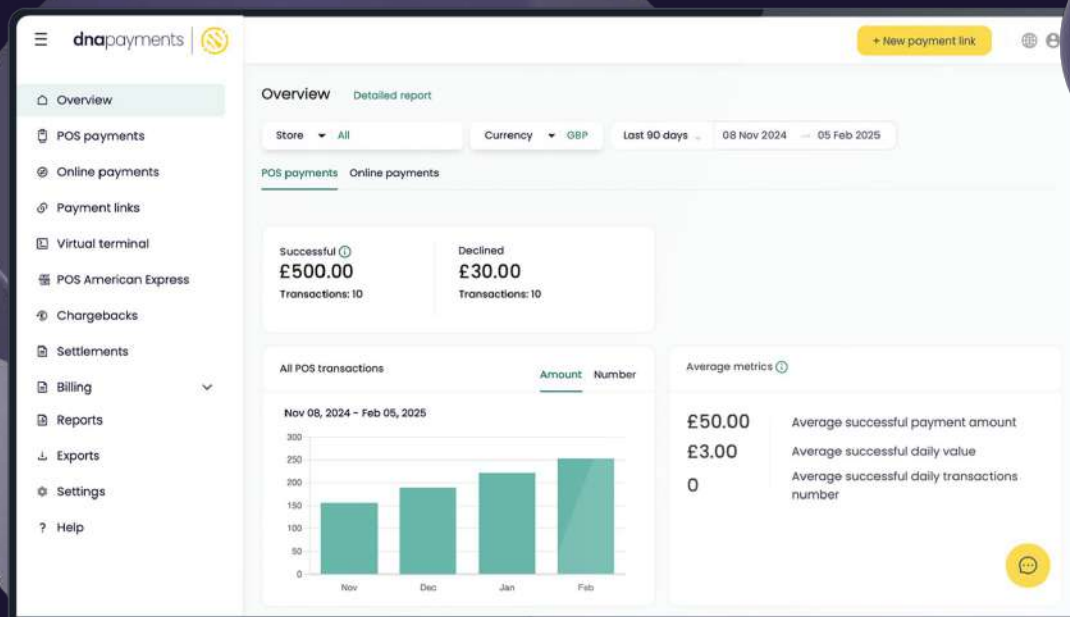 dnapayments
+ New payment link
Overview
POS payments
Online payments
Payment links
Virtual terminal
POS American Express
Chargebacks
Settlements
Billing
Reports
Exports
Settings
? Help
Overview Detailed report
Store All Currency GBP Last 90 days 08 Nov 2024 — 05 Feb 2025
POS payments Online payments
Successful
£500.00
Transactions: 10
Declined
£30.00
Transactions: 10
All POS transactions
Amount Number
Nov 08, 2024 - Feb 05, 2025
300
250
200
150
100
50
0
Nov Dec Jan Feb
Average metrics
£50.00 Average successful payment amount
£3.00 Average successful daily value
0 Average successful daily transactions
number